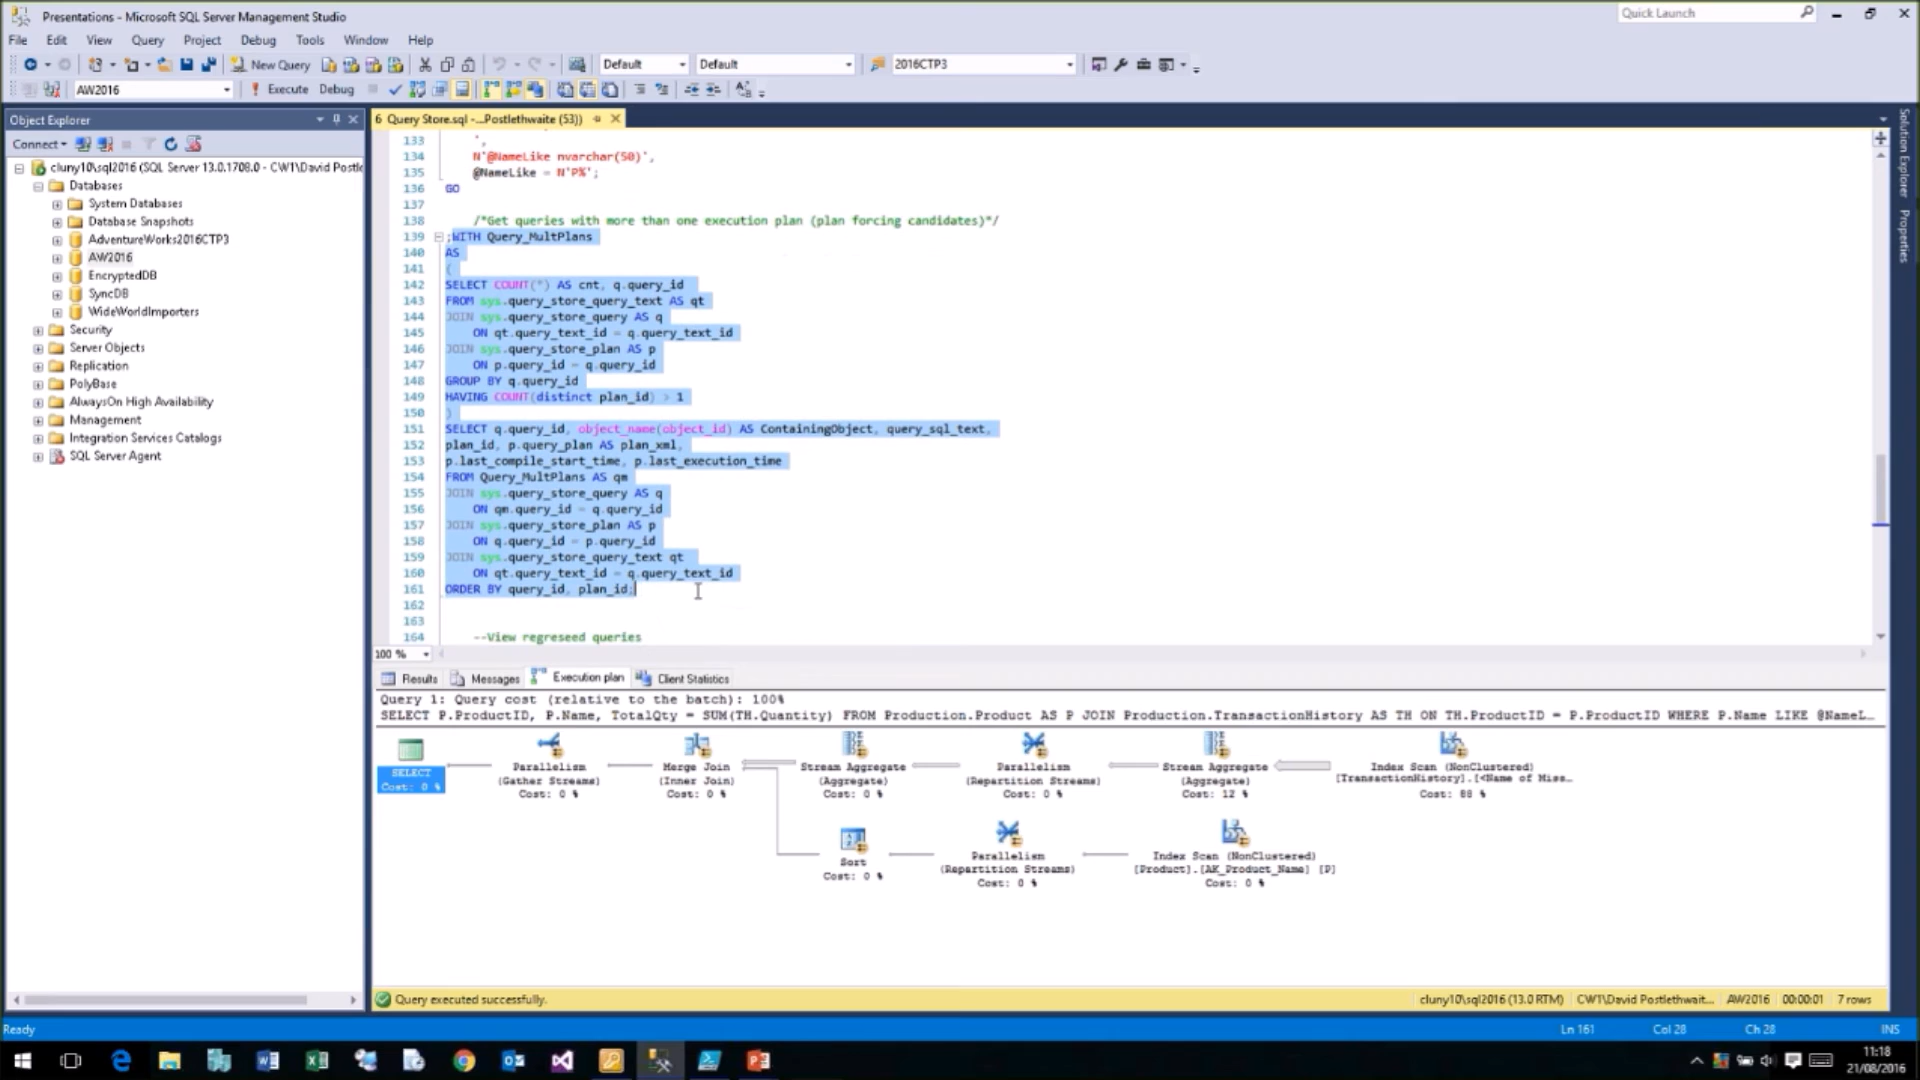 Presentations - Microsoft SQL Server Management Studio
Quick Launch
File Edit View Query Project Debug Tools Window Help
New Query Default Default 2016CTP3
AW2016 Execute Debug
Object Explorer
Connect
cluny10\sql2016 (SQL Server 13.0.1708.0 - CW1\David Postle
Databases
System Databases
Database Snapshots
AdventureWorks2016CTP3
AW2016
EncryptedDB
SyncDB
WideWorldImporters
Security
Server Objects
Replication
PolyBase
AlwaysOn High Availability
Management
Integration Services Catalogs
SQL Server Agent
6 Query Store.sql -...Postlethwaite (53))
133 ',
134 N'@NameLike nvarchar(50)',
135 @NameLike = N'P%';
136 GO
137
138 /*Get queries with more than one execution plan (plan forcing candidates)*/
139 ;WITH Query_MultPlans
140 AS
141 (
142 SELECT COUNT(*) AS cnt, q.query_id
143 FROM sys.query_store_query_text AS qt
144 JOIN sys.query_store_query AS q
145 ON qt.query_text_id = q.query_text_id
146 JOIN sys.query_store_plan AS p
147 ON p.query_id = q.query_id
148 GROUP BY q.query_id
149 HAVING COUNT(distinct plan_id) > 1
150 )
151 SELECT q.query_id, object_name(object_id) AS ContainingObject, query_sql_text,
152 plan_id, p.query_plan AS plan_xml,
153 p.last_compile_start_time, p.last_execution_time
154 FROM Query_MultPlans AS qm
155 JOIN sys.query_store_query AS q
156 ON qm.query_id = q.query_id
157 JOIN sys.query_store_plan AS p
158 ON q.query_id = p.query_id
159 JOIN sys.query_store_query_text qt
160 ON qt.query_text_id = q.query_text_id
161 ORDER BY query_id, plan_id;
162
163
164 --View regreseed queries
100 %
Results Messages Execution plan Client Statistics
Query 1: Query cost (relative to the batch): 100%
SELECT P.ProductID, P.Name, TotalQty = SUM(TH.Quantity) FROM Production.Product AS P JOIN Production.TransactionHistory AS TH ON TH.ProductID = P.ProductID WHERE P.Name LIKE @NameL...
SELECT
Cost: 0 %
Parallelism
(Gather Streams)
Cost: 0 %
Merge Join
(Inner Join)
Cost: 0 %
Stream Aggregate
(Aggregate)
Cost: 0 %
Parallelism
(Repartition Streams)
Cost: 0 %
Stream Aggregate
(Aggregate)
Cost: 12 %
Index Scan (NonClustered)
[TransactionHistory].[<Name of Miss...
Cost: 88 %
Sort
Cost: 0 %
Parallelism
(Repartition Streams)
Cost: 0 %
Index Scan (NonClustered)
[Product].[AK_Product_Name] [P]
Cost: 0 %
Query executed successfully.
cluny10\sql2016 (13.0 RTM) CW1\David Postlethwait... AW2016 00:00:01 7 rows
Ready Ln 161 Col 28 Ch 28 INS
Solution Explorer
Properties
11:18
21/08/2016